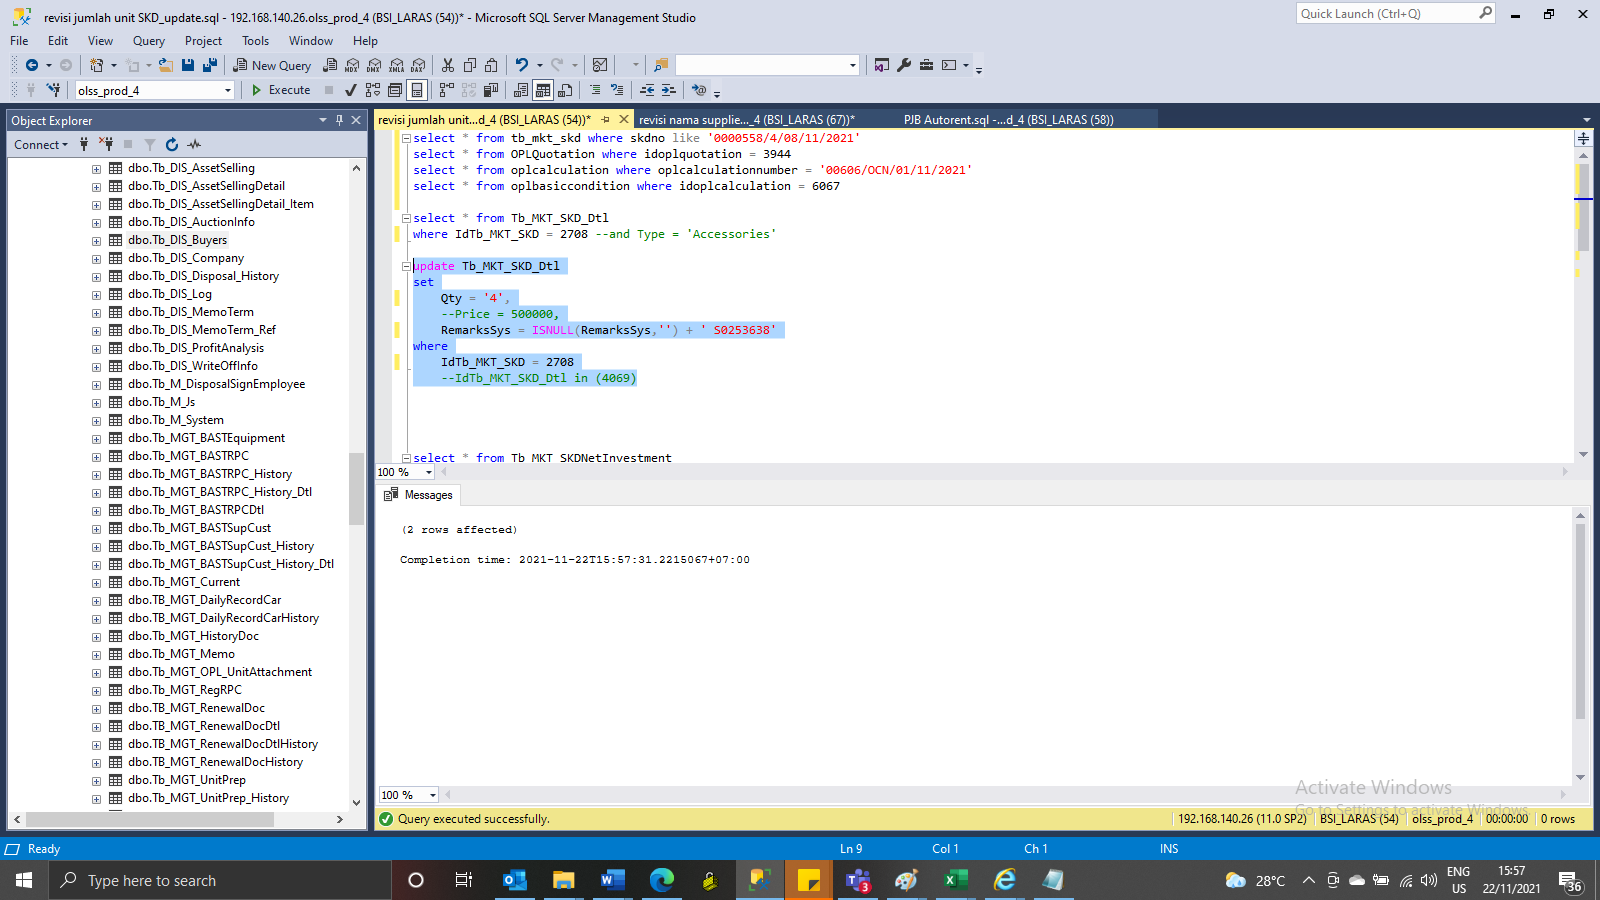 revisi jumlah unit SKD_update.sql - 192.168.140.26.olss_prod_4 (BSI_LARAS (54))* - Microsoft SQL Server Management Studio
Quick Launch (Ctrl+Q)
File Edit View Query Project Tools Window Help
New Query
MDX DMX XMLA DAX
olss_prod_4
Execute
Object Explorer
revisi jumlah unit...d_4 (BSI_LARAS (54))*
revisi nama supplie..._4 (BSI_LARAS (67))*
PJB Autorent.sql -...d_4 (BSI_LARAS (58))
Connect
dbo.Tb_DIS_AssetSelling
dbo.Tb_DIS_AssetSellingDetail
dbo.Tb_DIS_AssetSellingDetail_Item
dbo.Tb_DIS_AuctionInfo
dbo.Tb_DIS_Buyers
dbo.Tb_DIS_Company
dbo.Tb_DIS_Disposal_History
dbo.Tb_DIS_Log
dbo.Tb_DIS_MemoTerm
dbo.Tb_DIS_MemoTerm_Ref
dbo.Tb_DIS_ProfitAnalysis
dbo.Tb_DIS_WriteOffInfo
dbo.Tb_M_DisposalSignEmployee
dbo.Tb_M_Js
dbo.Tb_M_System
dbo.Tb_MGT_BASTEquipment
dbo.Tb_MGT_BASTRPC
dbo.Tb_MGT_BASTRPC_History
dbo.Tb_MGT_BASTRPC_History_Dtl
dbo.Tb_MGT_BASTRPCDtl
dbo.Tb_MGT_BASTSupCust
dbo.Tb_MGT_BASTSupCust_History
dbo.Tb_MGT_BASTSupCust_History_Dtl
dbo.Tb_MGT_Current
dbo.TB_MGT_DailyRecordCar
dbo.TB_MGT_DailyRecordCarHistory
dbo.Tb_MGT_HistoryDoc
dbo.Tb_MGT_Memo
dbo.Tb_MGT_OPL_UnitAttachment
dbo.Tb_MGT_RegRPC
dbo.TB_MGT_RenewalDoc
dbo.TB_MGT_RenewalDocDtl
dbo.TB_MGT_RenewalDocDtlHistory
dbo.TB_MGT_RenewalDocHistory
dbo.Tb_MGT_UnitPrep
dbo.Tb_MGT_UnitPrep_History
select * from tb_mkt_skd where skdno like '0000558/4/08/11/2021'
select * from OPLQuotation where idoplquotation = 3944
select * from oplcalculation where oplcalculationnumber = '00606/OCN/01/11/2021'
select * from oplbasiccondition where idoplcalculation = 6067
select * from Tb_MKT_SKD_Dtl
where IdTb_MKT_SKD = 2708 --and Type = 'Accessories'
update Tb_MKT_SKD_Dtl
set
Qty = '4',
--Price = 500000,
RemarksSys = ISNULL(RemarksSys,'') + ' S0253638'
where
IdTb_MKT_SKD = 2708
--IdTb_MKT_SKD_Dtl in (4069)
select * from Tb_MKT_SKDNetInvestment
100 %
Messages
(2 rows affected)
Completion time: 2021-11-22T15:57:31.2215067+07:00
Activate Windows
Go to Settings to activate Windows.
100 %
Query executed successfully.
192.168.140.26 (11.0 SP2) BSI_LARAS (54) olss_prod_4 00:00:00 0 rows
Ready
Ln 9 Col 1 Ch 1 INS
Type here to search
3
28°C
ENG
US
15:57
22/11/2021
36